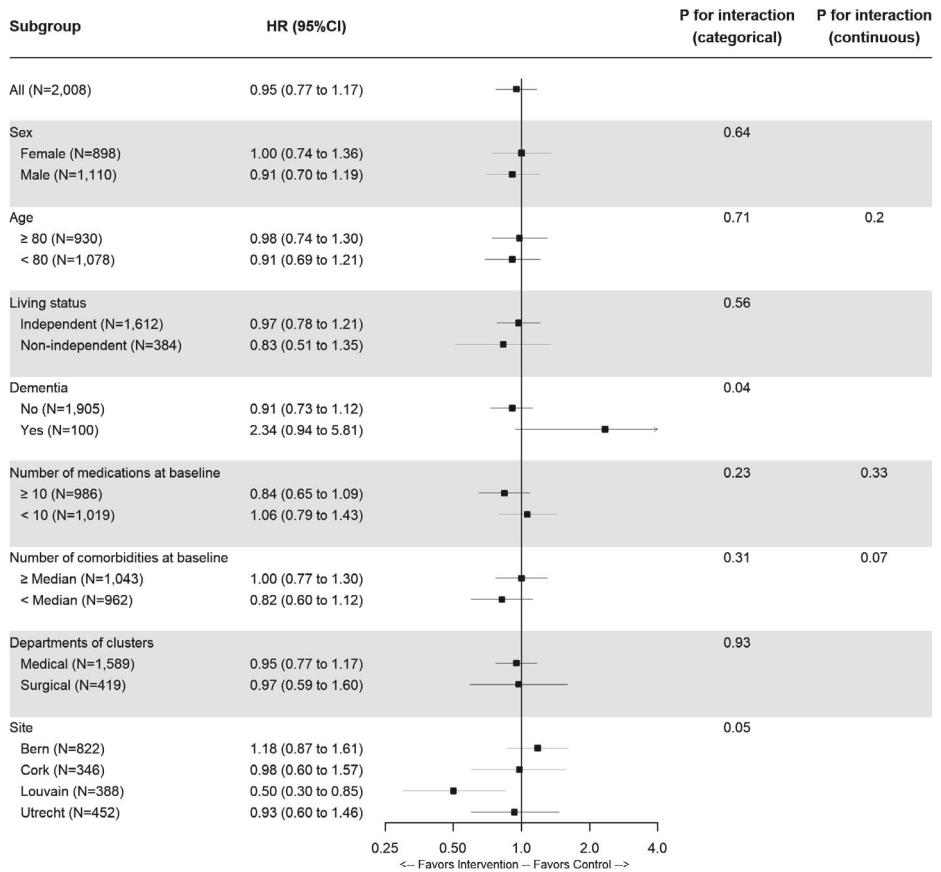 Subgroup HR (95%CI) P for interaction (categorical) P for interaction (continuous)
All (N=2,008) 0.95 (0.77 to 1.17)
Sex 0.64
Female (N=898) 1.00 (0.74 to 1.36)
Male (N=1,110) 0.91 (0.70 to 1.19)
Age 0.71 0.2
≥ 80 (N=930) 0.98 (0.74 to 1.30)
< 80 (N=1,078) 0.91 (0.69 to 1.21)
Living status 0.56
Independent (N=1,612) 0.97 (0.78 to 1.21)
Non-independent (N=384) 0.83 (0.51 to 1.35)
Dementia 0.04
No (N=1,905) 0.91 (0.73 to 1.12)
Yes (N=100) 2.34 (0.94 to 5.81)
Number of medications at baseline 0.23 0.33
≥ 10 (N=986) 0.84 (0.65 to 1.09)
< 10 (N=1,019) 1.06 (0.79 to 1.43)
Number of comorbidities at baseline 0.31 0.07
≥ Median (N=1,043) 1.00 (0.77 to 1.30)
< Median (N=962) 0.82 (0.60 to 1.12)
Departments of clusters 0.93
Medical (N=1,589) 0.95 (0.77 to 1.17)
Surgical (N=419) 0.97 (0.59 to 1.60)
Site 0.05
Bern (N=822) 1.18 (0.87 to 1.61)
Cork (N=346) 0.98 (0.60 to 1.57)
Louvain (N=388) 0.50 (0.30 to 0.85)
Utrecht (N=452) 0.93 (0.60 to 1.46)
0.25 0.50 1.0 2.0 4.0
<-- Favors Intervention -- Favors Control -->